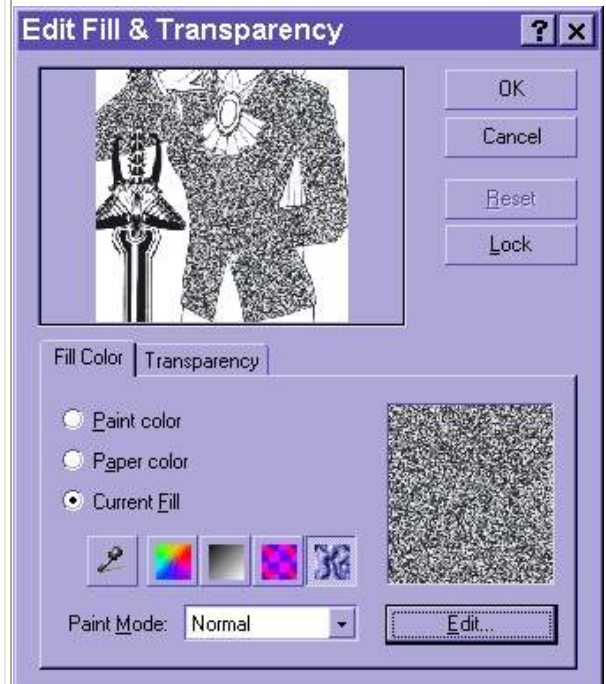 Edit Fill & Transparency
?
OK
Cancel
Reset
Lock
Fill Color
Transparency
Paint color
Paper color
Current Fill
Paint Mode:
Normal
Edit...